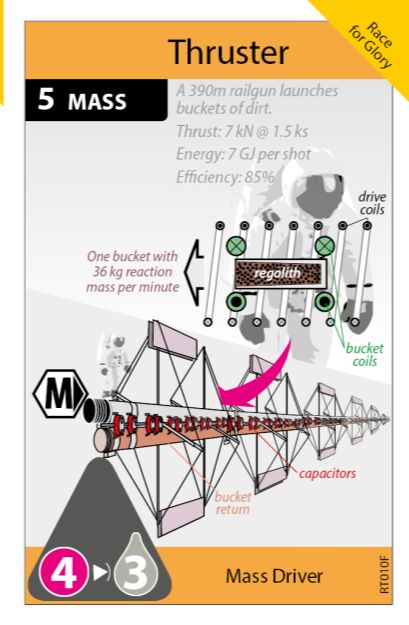 Race
for Glory
Thruster
5 MASS
A 390m railgun launches
buckets of dirt.
Thrust: 7 kN @ 1.5 ks
Energy: 7 GJ per shot
Efficiency: 85%
drive
coils
One bucket with
36 kg reaction
mass per minute
regolith
bucket
coils
M
capacitors
bucket
return
4 3
Mass Driver
RT010F